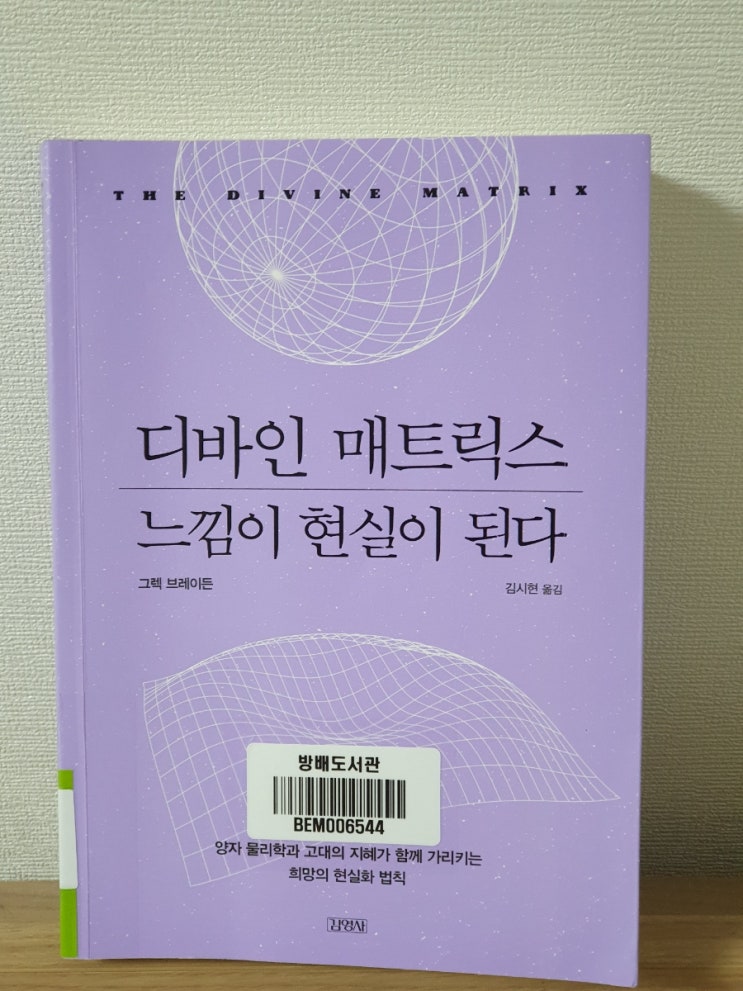 THE DIVINE MATRIX
디바인 매트릭스
느낌이 현실이 된다
그렉 브레이든
김시현 옮김
방배도서관
BEM006544
양자 물리학과 고대의 지혜가 함께 가리키는
희망의 현실화 법칙
김영사